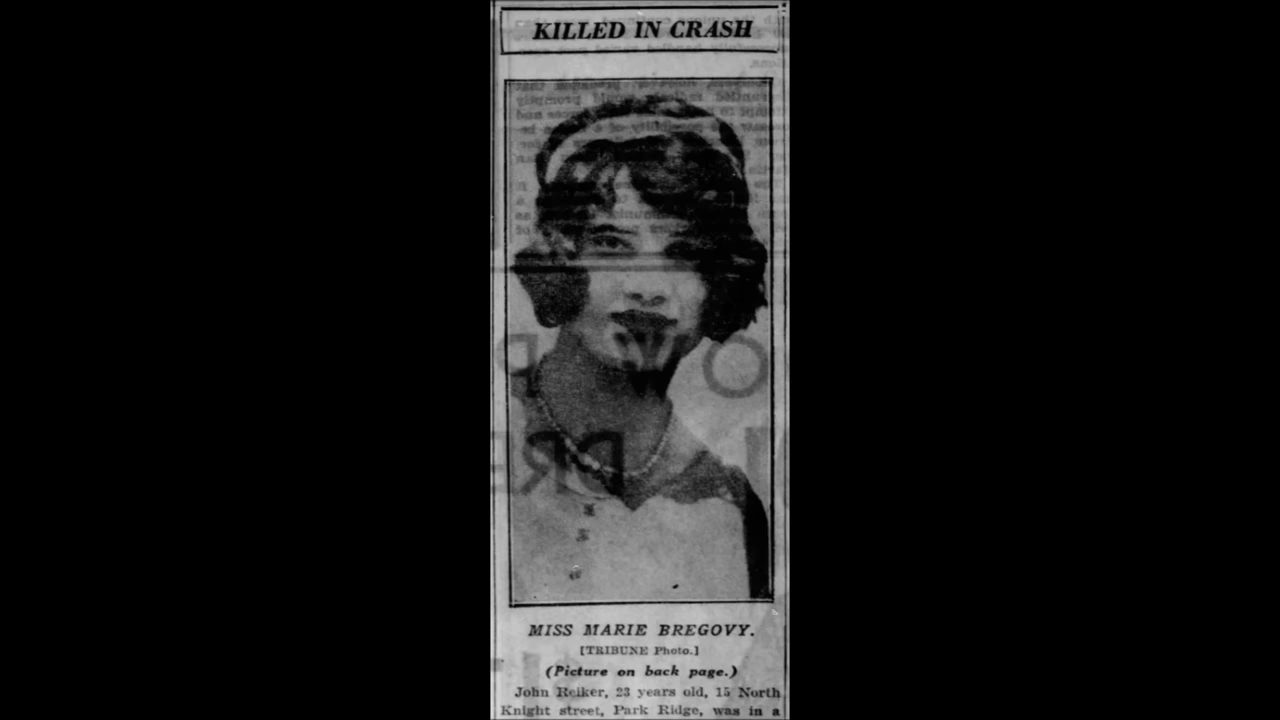 KILLED IN CRASH
MISS MARIE BREGOVY.
[TRIBUNE Photo.]
(Picture on back page.)
John Reiker, 23 years old, 15 North
Knight street, Park Ridge, was in a